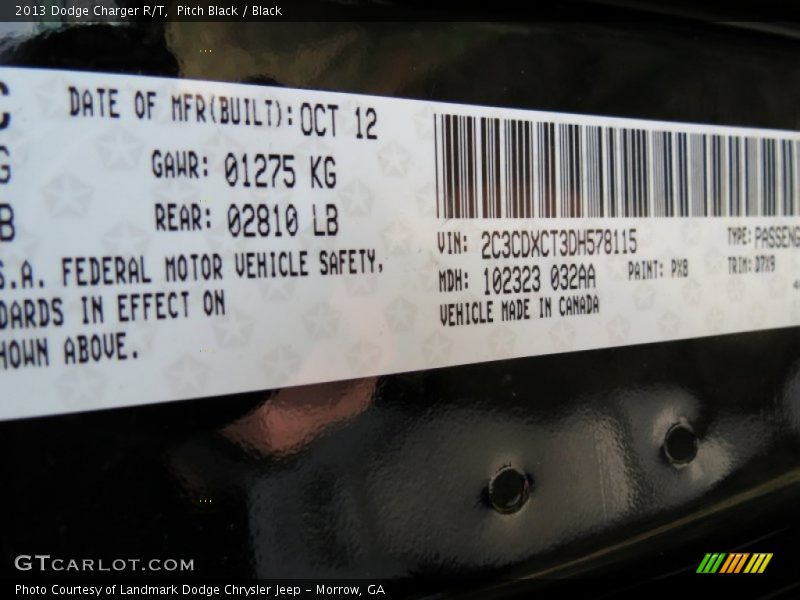 2013 Dodge Charger R/T, Pitch Black / Black
DATE OF MFR(BUILT): OCT 12
GAWR: 01275 KG
REAR: 02810 LB
S.A. FEDERAL MOTOR VEHICLE SAFETY,
DARDS IN EFFECT ON
HOWN ABOVE.
VIN: 2C3CDXCT3DH578115
TYPE: PASSENG
MDH: 102323 032AA
PAINT: PX8
TRIM: D7X9
VEHICLE MADE IN CANADA
GTCARLOT.COM
Photo Courtesy of Landmark Dodge Chrysler Jeep – Morrow, GA